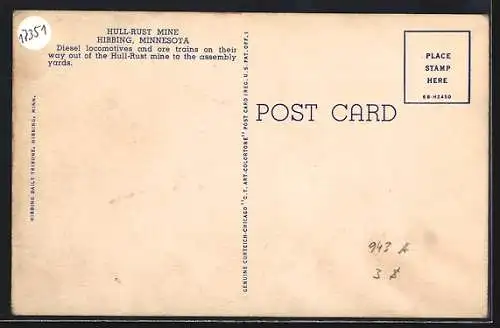 17351
HULL-RUST MINE
HIBBING, MINNESOTA
Diesel locomotives and ore trains on their
way out of the Hull-Rust mine to the assembly
yards.
HIBBING DAILY TRIBUNE, HIBBING, MINN.
GENUINE CURTEICH-CHICAGO "C.T. ART-COLORTONE" POST CARD (REG. U.S. PAT. OFF.)
POST CARD
PLACE
STAMP
HERE
6B-H2450
943
3 $